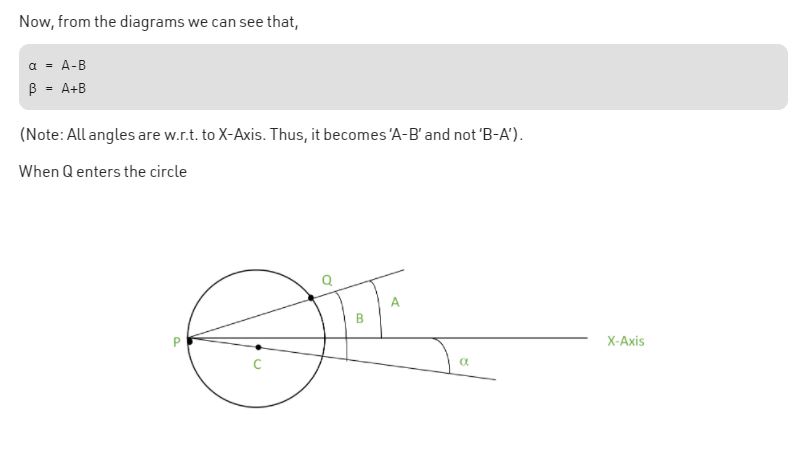 Now, from the diagrams we can see that,
α = A-B
β = A+B
(Note: All angles are w.r.t. to X-Axis. Thus, it becomes ‘A-B’ and not ‘B-A’).
When Q enters the circle
Q
A
B
P
X-Axis
C
α